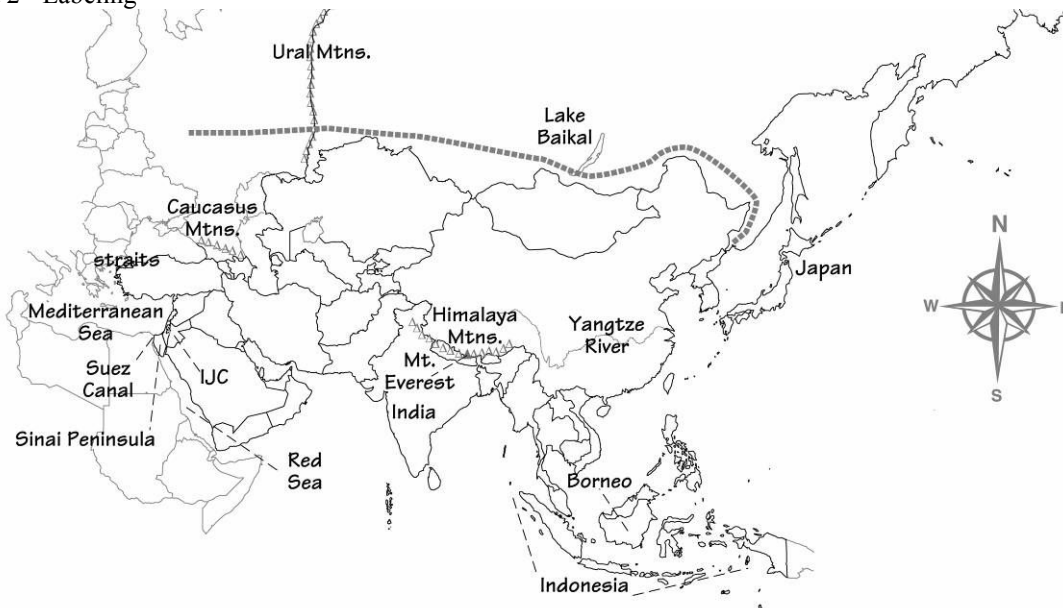 2 - Labeling
Ural Mtns.
Lake
Baikal
Caucasus
Mtns.
straits
Mediterranean
Sea
Suez
Canal
IJC
Sinai Peninsula
Red
Sea
Himalaya
Mtns.
Mt.
Everest
India
Yangtze
River
Japan
Borneo
Indonesia
N
W
S